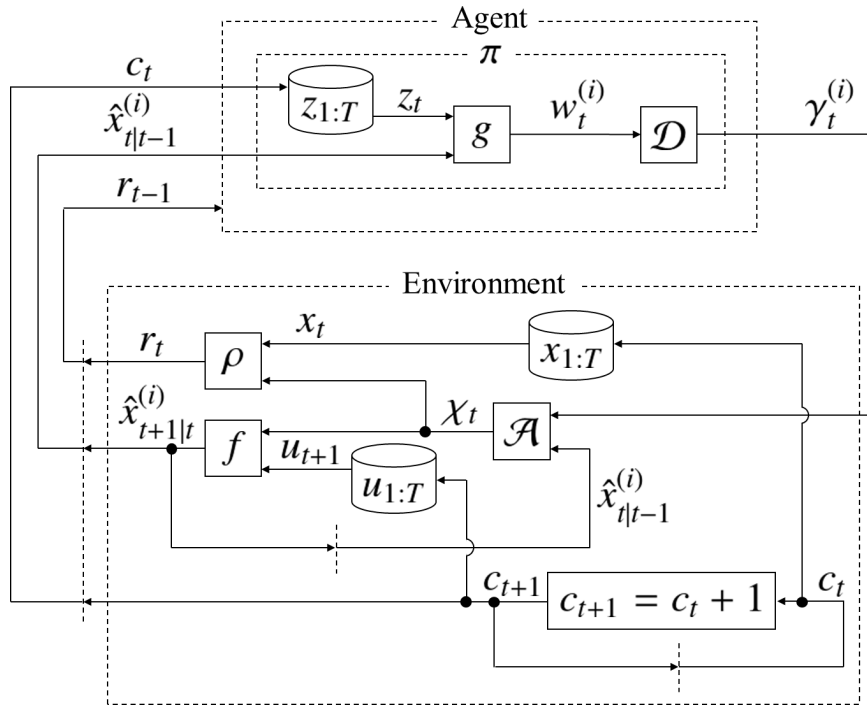 Agent
π
c_t
z_{1:T}
z_t
g
w_t^{(i)}
𝒟
γ_t^{(i)}
x̂_{t|t−1}^{(i)}
r_{t−1}
Environment
r_t
ρ
x_t
x_{1:T}
x̂_{t+1|t}^{(i)}
f
χ_t
𝒜
u_{t+1}
u_{1:T}
x̂_{t|t−1}^{(i)}
c_{t+1}
c_{t+1} = c_t + 1
c_t